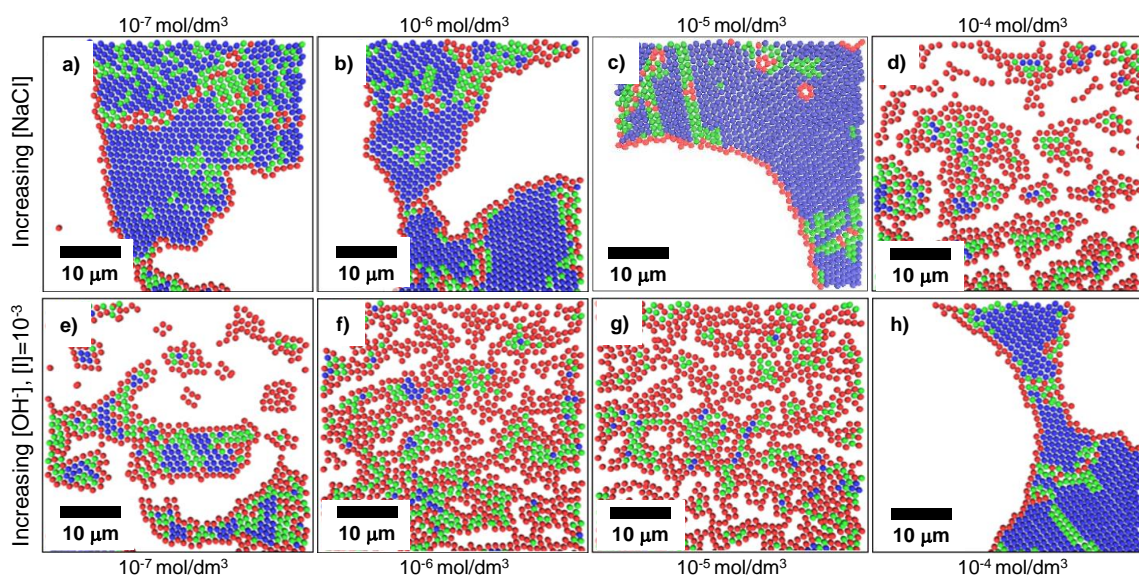 10⁻⁷ mol/dm³ 10⁻⁶ mol/dm³ 10⁻⁵ mol/dm³ 10⁻⁴ mol/dm³
Increasing [NaCl]
a) b) c) d)
10 μm 10 μm 10 μm 10 μm
Increasing [OH⁻], [I]=10⁻³
e) f) g) h)
10 μm 10 μm 10 μm 10 μm
10⁻⁷ mol/dm³ 10⁻⁶ mol/dm³ 10⁻⁵ mol/dm³ 10⁻⁴ mol/dm³